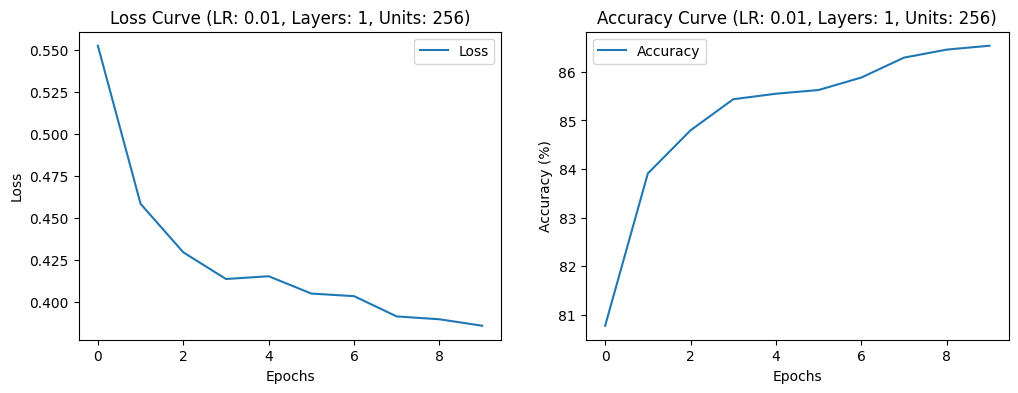 Loss Curve (LR: 0.01, Layers: 1, Units: 256)
Loss
0.550
0.525
0.500
0.475
0.450
0.425
0.400
Loss
0
2
4
6
8
Epochs
Accuracy Curve (LR: 0.01, Layers: 1, Units: 256)
Accuracy
86
85
84
83
82
81
Accuracy (%)
0
2
4
6
8
Epochs